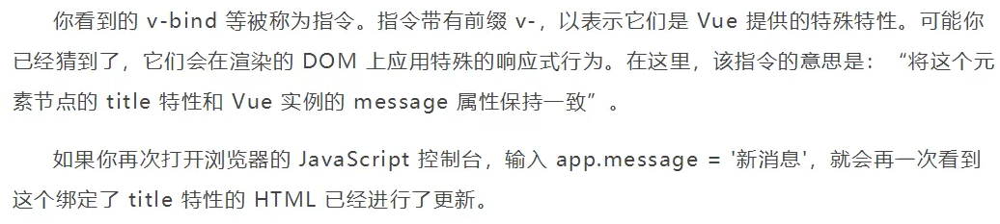 你看到的 v-bind 等被称为指令。指令带有前缀 v-，以表示它们是 Vue 提供的特殊特性。可能你
已经猜到了，它们会在渲染的 DOM 上应用特殊的响应式行为。在这里，该指令的意思是：“将这个元
素节点的 title 特性和 Vue 实例的 message 属性保持一致”。
如果你再次打开浏览器的 JavaScript 控制台，输入 app.message = '新消息'，就会再一次看到
这个绑定了 title 特性的 HTML 已经进行了更新。